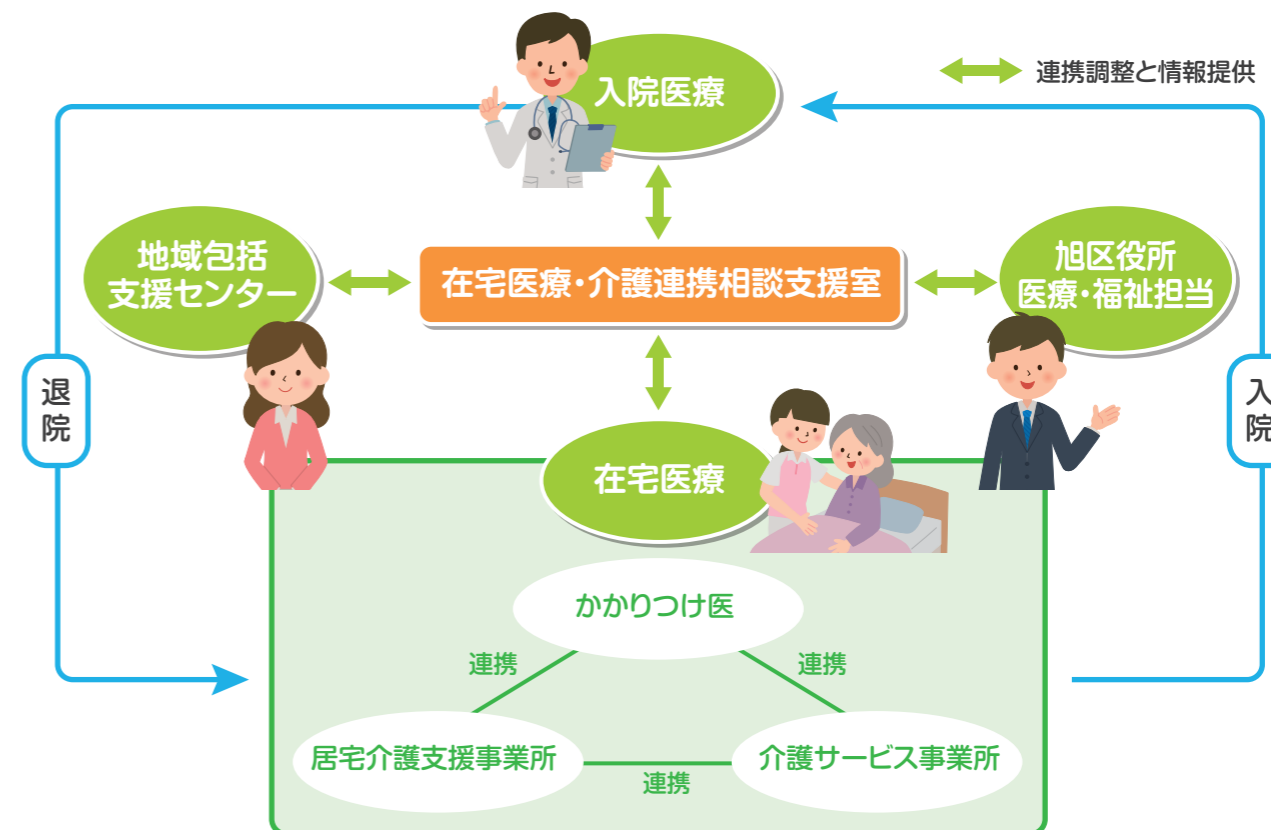 入院医療
連携調整と情報提供
地域包括
支援センター
在宅医療・介護連携相談支援室
旭区役所
医療・福祉担当
退院
入院
在宅医療
かかりつけ医
連携
連携
居宅介護支援事業所
介護サービス事業所
連携